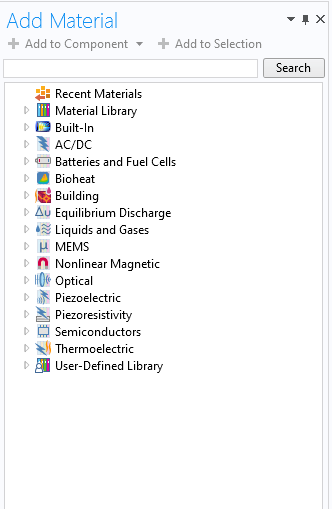 Add Material
Add to Component
Add to Selection
Search
Recent Materials
Material Library
Built-In
AC/DC
Batteries and Fuel Cells
Bioheat
Building
Δu Equilibrium Discharge
Liquids and Gases
μ MEMS
Nonlinear Magnetic
Optical
Piezoelectric
Piezoresistivity
Semiconductors
Thermoelectric
User-Defined Library